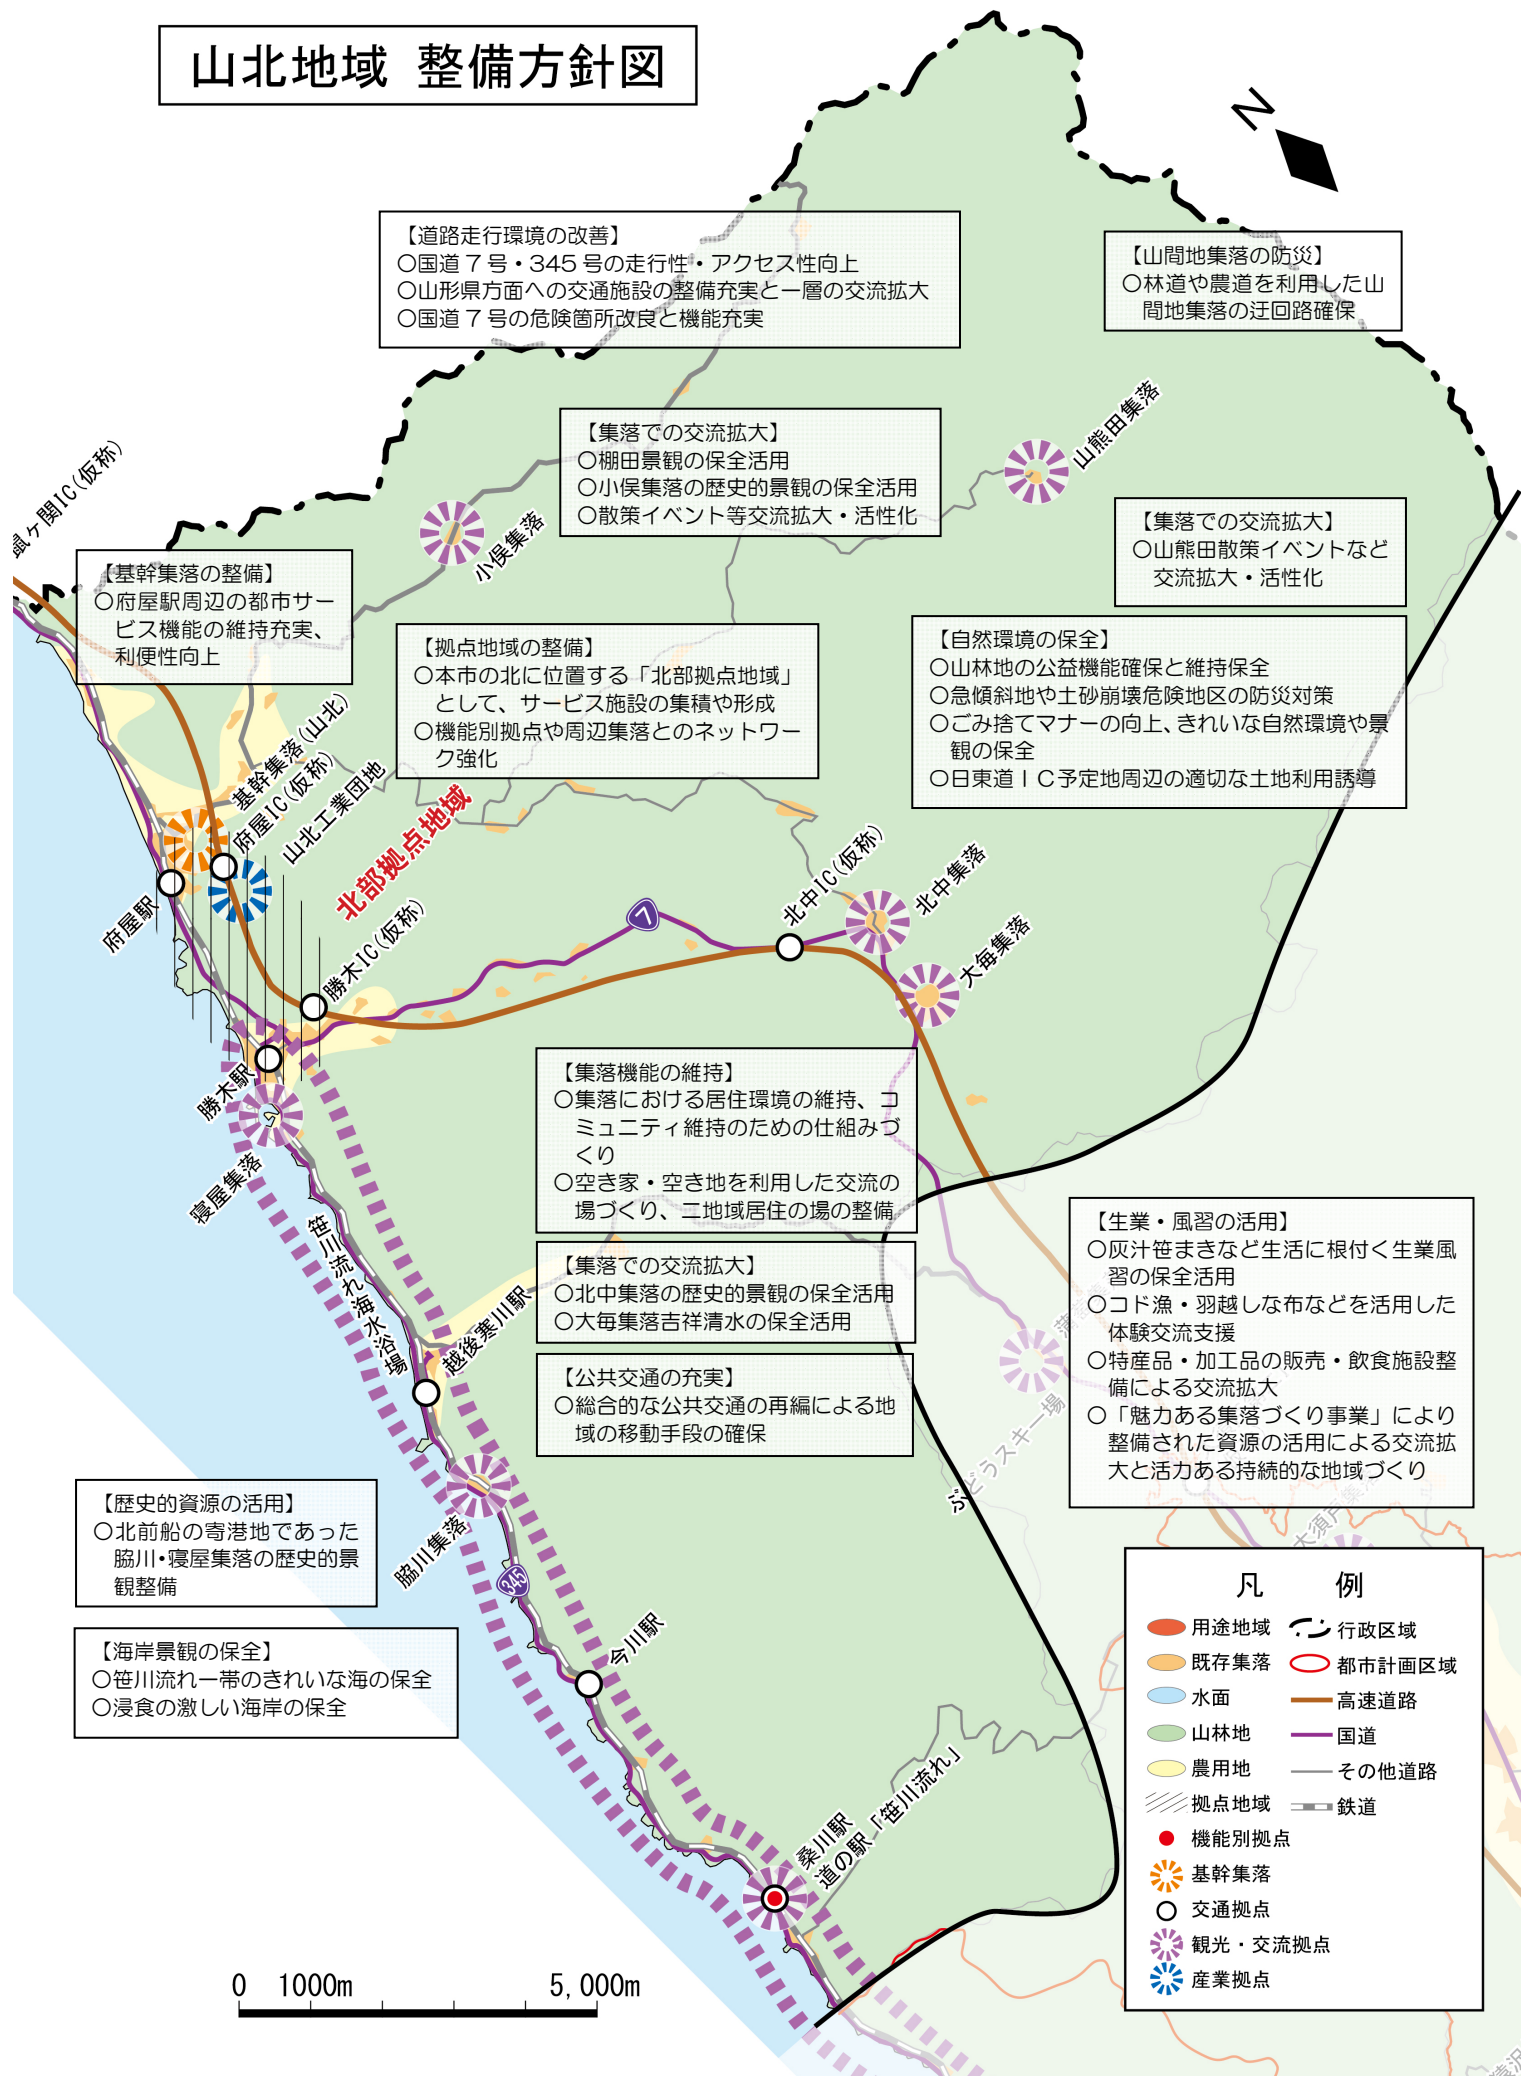 山北地域 整備方針図
N
【道路走行環境の改善】
〇国道７号・345 号の走行性・アクセス性向上
〇山形県方面への交通施設の整備充実と一層の交流拡大
〇国道７号の危険箇所改良と機能充実
【山間地集落の防災】
〇林道や農道を利用した山
間地集落の迂回路確保
【集落での交流拡大】
〇棚田景観の保全活用
〇小俣集落の歴史的景観の保全活用
〇散策イベント等交流拡大・活性化
山熊田集落
鼠ヶ関IC(仮称)
小俣集落
【集落での交流拡大】
〇山熊田散策イベントなど
交流拡大・活性化
【基幹集落の整備】
〇府屋駅周辺の都市サー
ビス機能の維持充実、
利便性向上
【拠点地域の整備】
〇本市の北に位置する「北部拠点地域」
として、サービス施設の集積や形成
〇機能別拠点や周辺集落とのネットワー
ク強化
【自然環境の保全】
〇山林地の公益機能確保と維持保全
〇急傾斜地や土砂崩壊危険地区の防災対策
〇ごみ捨てマナーの向上、きれいな自然環境や景
観の保全
〇日東道ＩＣ予定地周辺の適切な土地利用誘導
基幹集落(山北)
府屋IC(仮称)
山北工業団地
北部拠点地域
府屋駅
勝木IC(仮称)
7
北中IC(仮称)
北中集落
大毎集落
勝木駅
寝屋集落
笹川流れ海水浴場
【集落機能の維持】
〇集落における居住環境の維持、コ
ミュニティ維持のための仕組みづ
くり
〇空き家・空き地を利用した交流の
場づくり、二地域居住の場の整備
【集落での交流拡大】
〇北中集落の歴史的景観の保全活用
〇大毎集落吉祥清水の保全活用
【公共交通の充実】
〇総合的な公共交通の再編による地
域の移動手段の確保
越後寒川駅
【生業・風習の活用】
〇灰汁笹まきなど生活に根付く生業風
習の保全活用
〇コド漁・羽越しな布などを活用した
体験交流支援
〇特産品・加工品の販売・飲食施設整
備による交流拡大
〇「魅力ある集落づくり事業」により
整備された資源の活用による交流拡
大と活力ある持続的な地域づくり
ぶどうスキー場
大須戸集落
【歴史的資源の活用】
〇北前船の寄港地であった
脇川・寝屋集落の歴史的景
観整備
脇川集落
345
【海岸景観の保全】
〇笹川流れ一帯のきれいな海の保全
〇浸食の激しい海岸の保全
今川駅
桑川駅
道の駅「笹川流れ」
凡 例
用途地域
既存集落
水面
山林地
農用地
拠点地域
機能別拠点
基幹集落
交通拠点
観光・交流拠点
産業拠点
行政区域
都市計画区域
高速道路
国道
その他道路
鉄道
0 1000m 5,000m